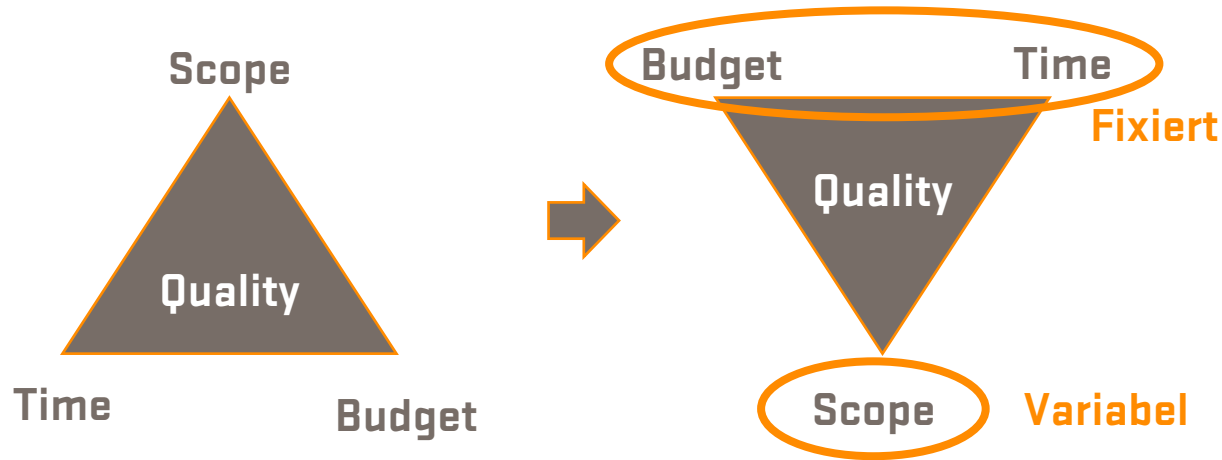 Scope
Quality
Time
Budget
Budget
Time
Fixiert
Quality
Scope
Variabel